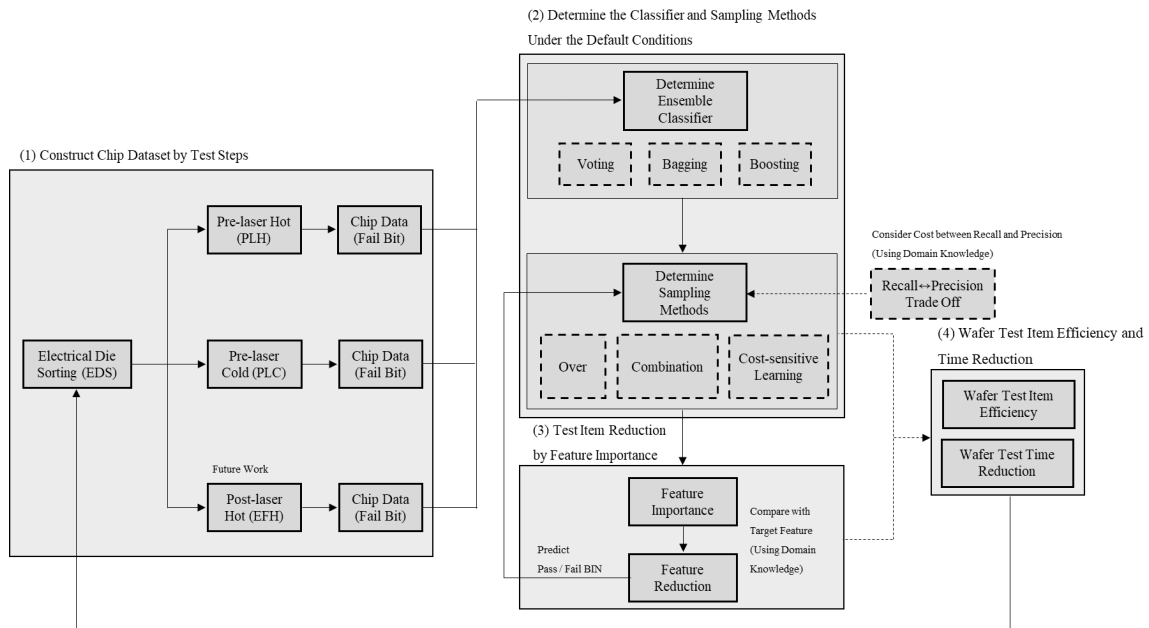 (1) Construct Chip Dataset by Test Steps
Electrical Die
Sorting (EDS)
Pre-laser Hot
(PLH)
Chip Data
(Fail Bit)
Pre-laser
Cold (PLC)
Chip Data
(Fail Bit)
Future Work
Post-laser
Hot (EFH)
Chip Data
(Fail Bit)
(2) Determine the Classifier and Sampling Methods
Under the Default Conditions
Determine
Ensemble
Classifier
Voting
Bagging
Boosting
Determine
Sampling
Methods
Over
Combination
Cost-sensitive
Learning
Consider Cost between Recall and Precision
(Using Domain Knowledge)
Recall↔Precision
Trade Off
(3) Test Item Reduction
by Feature Importance
Feature
Importance
Compare with
Target Feature
(Using Domain
Knowledge)
Predict
Pass / Fail BIN
Feature
Reduction
(4) Wafer Test Item Efficiency and
Time Reduction
Wafer Test Item
Efficiency
Wafer Test Time
Reduction